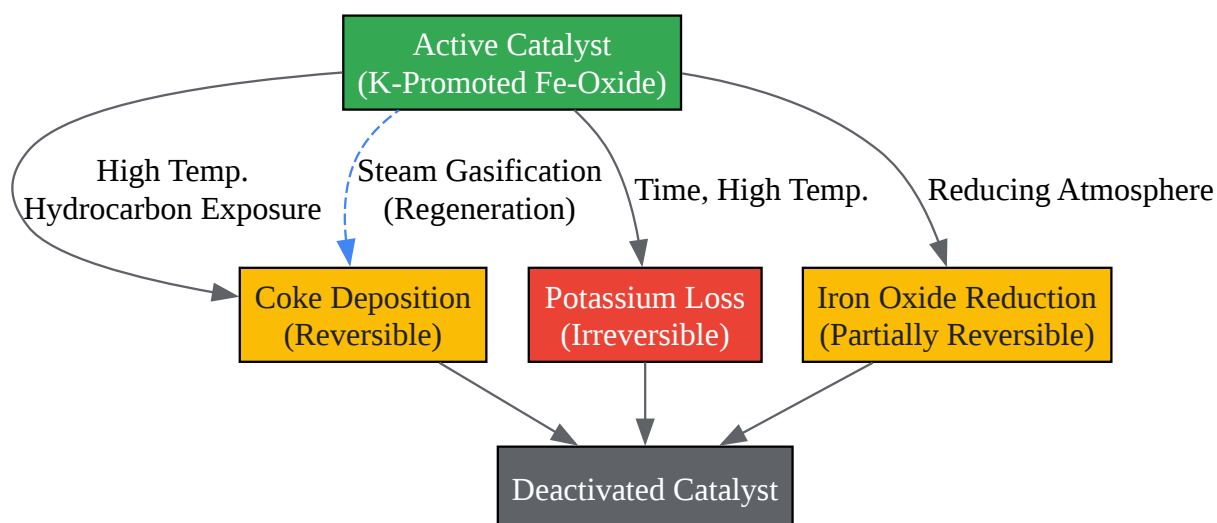 Active Catalyst
(K-Promoted Fe-Oxide)
High Temp.
Hydrocarbon Exposure
Steam Gasification
(Regeneration)
Time, High Temp.
Reducing Atmosphere
Coke Deposition
(Reversible)
Potassium Loss
(Irreversible)
Iron Oxide Reduction
(Partially Reversible)
Deactivated Catalyst